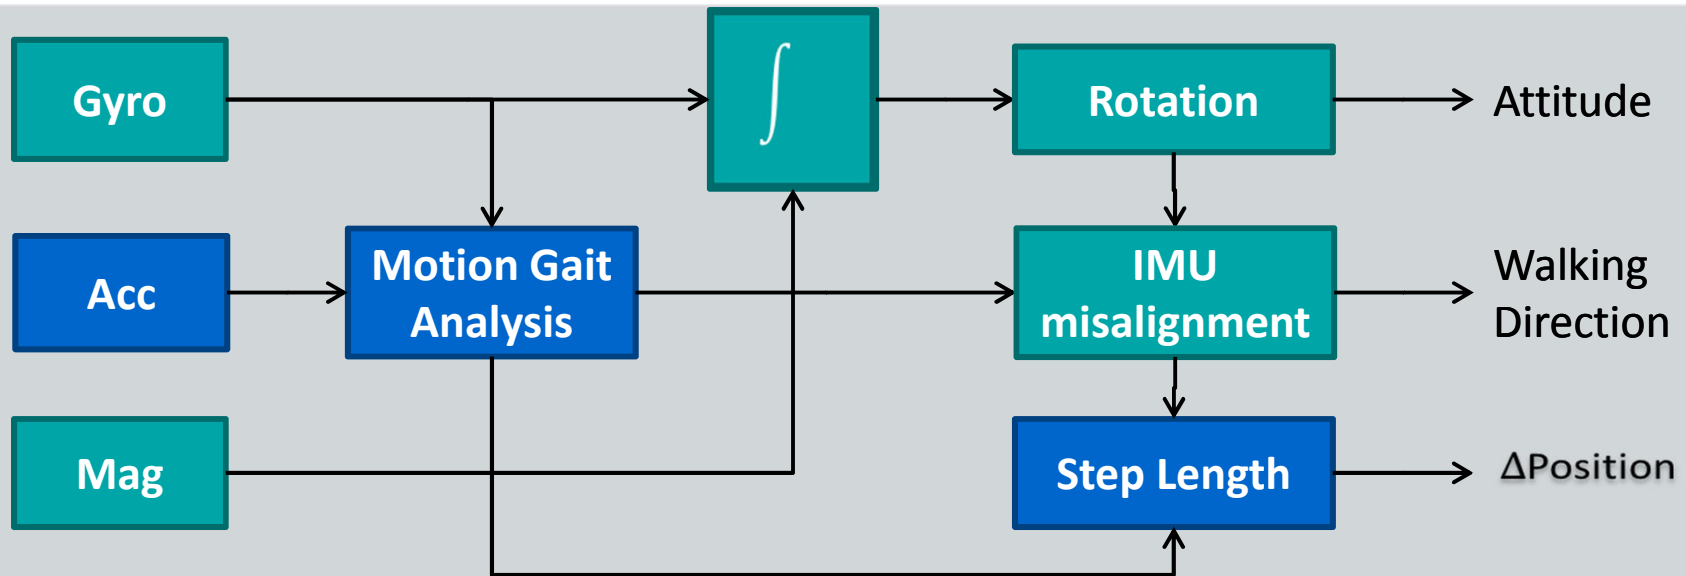 Gyro
∫
Rotation
Attitude
Acc
Motion Gait
Analysis
IMU
misalignment
Walking
Direction
Mag
Step Length
ΔPosition